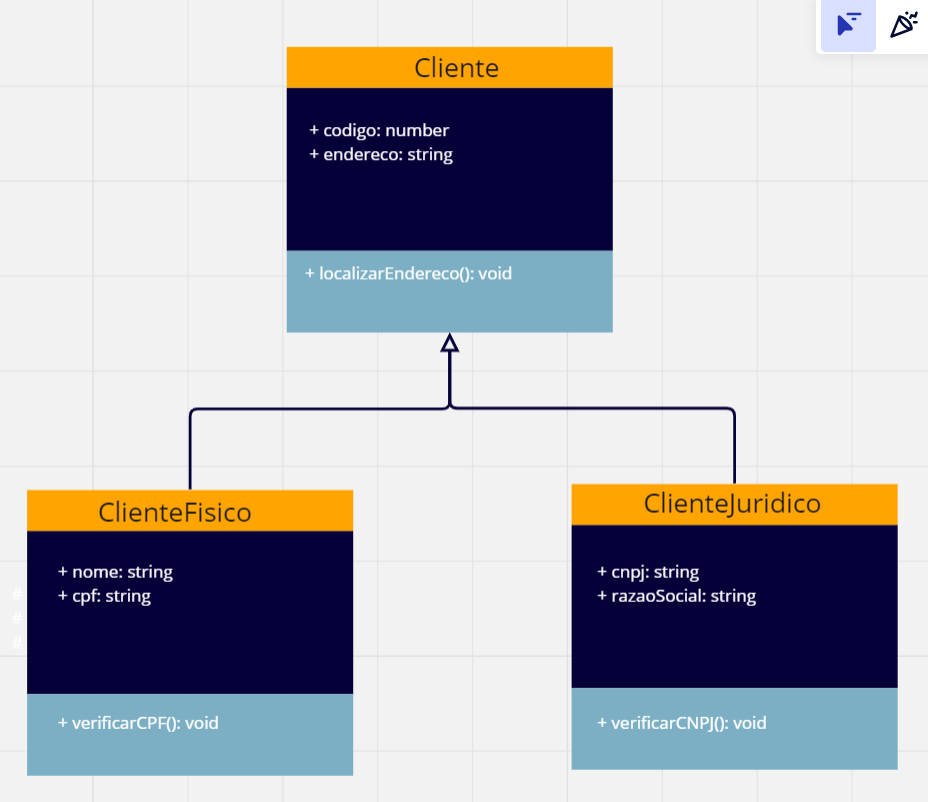 Cliente
+ codigo: number
+ endereco: string
+ localizarEndereco(): void
ClienteFisico
+ nome: string
+ cpf: string
#
#
#
+ verificarCPF(): void
ClienteJuridico
+ cnpj: string
+ razaoSocial: string
+ verificarCNPJ(): void